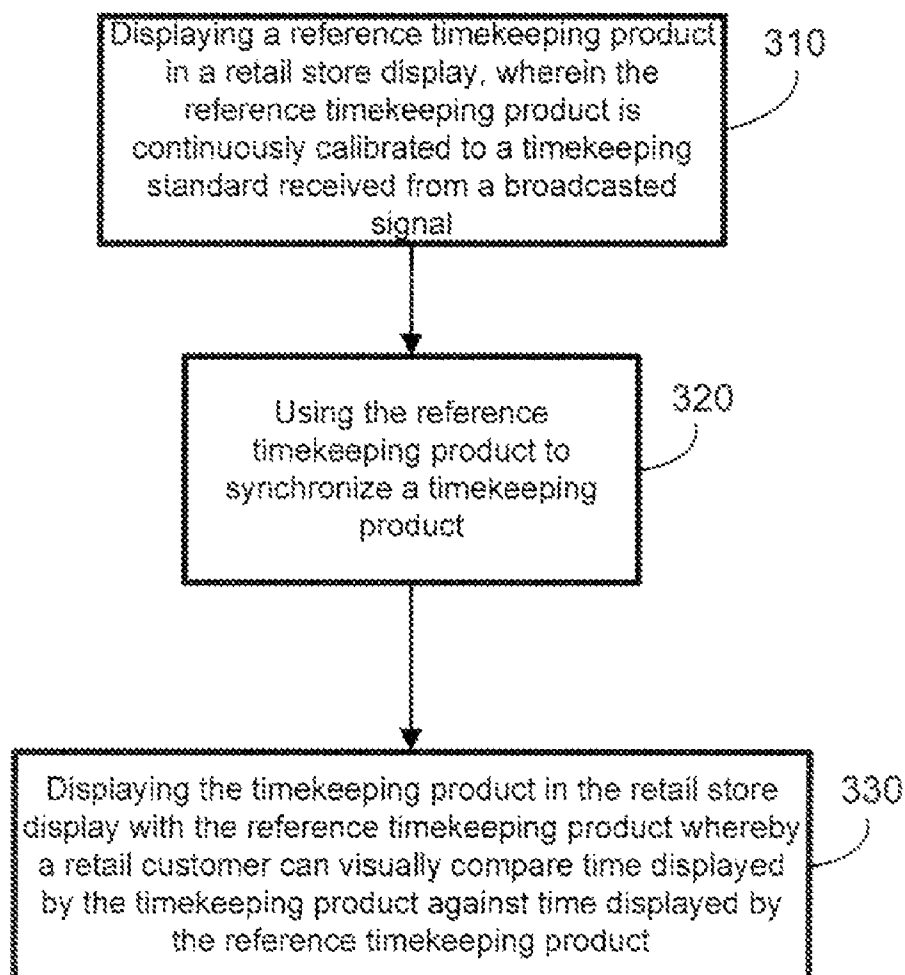 Displaying a reference timekeeping product
in a retail store display, wherein the
reference timekeeping product is
continuously calibrated to a timekeeping
standard received from a broadcasted
signal
310
Using the reference
timekeeping product to
synchronize a timekeeping
product
320
Displaying the timekeeping product in the retail store
display with the reference timekeeping product whereby
a retail customer can visually compare time displayed
by the timekeeping product against time displayed by
the reference timekeeping product
330